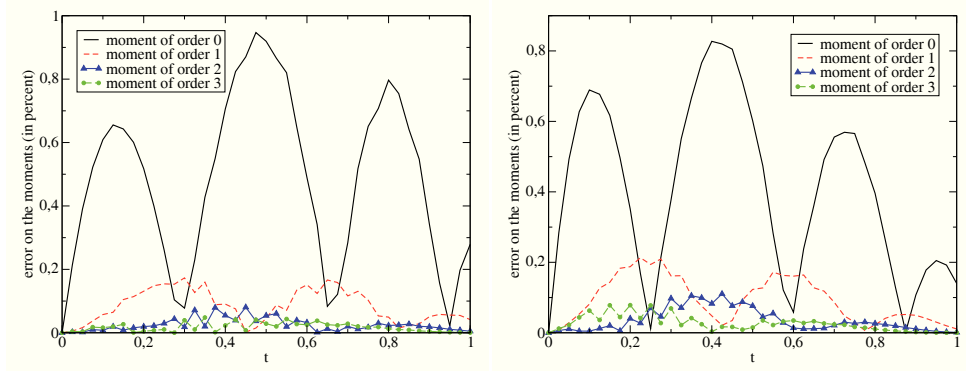 1
0,8
0,6
0,4
0,2
0
0 0,2 0,4 0,6 0,8 1
t
error on the moments (in percent)
moment of order 0
moment of order 1
moment of order 2
moment of order 3
0,8
0,6
0,4
0,2
0
0 0,2 0,4 0,6 0,8 1
t
error on the moments (in percent)
moment of order 0
moment of order 1
moment of order 2
moment of order 3